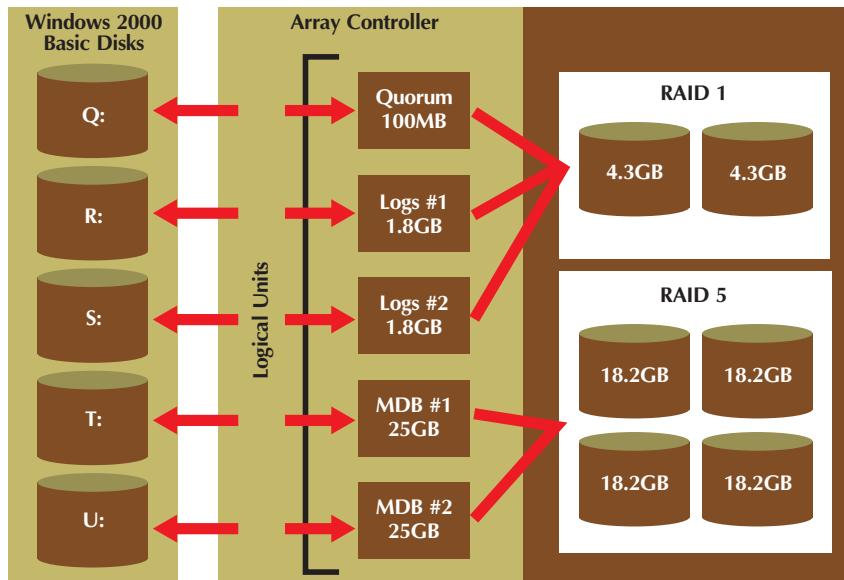 Windows 2000
Basic Disks
Q:
R:
S:
T:
U:
Array Controller
Logical Units
Quorum
100MB
Logs #1
1.8GB
Logs #2
1.8GB
MDB #1
25GB
MDB #2
25GB
RAID 1
4.3GB
4.3GB
RAID 5
18.2GB
18.2GB
18.2GB
18.2GB